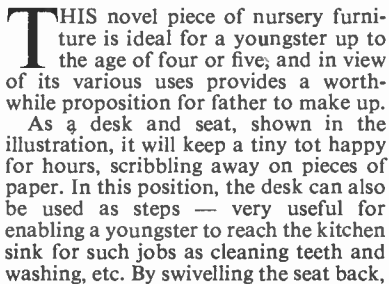 THIS novel piece of nursery furni-
ture is ideal for a youngster up to
the age of four or five, and in view
of its various uses provides a worth-
while proposition for father to make up.
As a desk and seat, shown in the
illustration, it will keep a tiny tot happy
for hours, scribbling away on pieces of
paper. In this position, the desk can also
be used as steps — very useful for
enabling a youngster to reach the kitchen
sink for such jobs as cleaning teeth and
washing, etc. By swivelling the seat back,